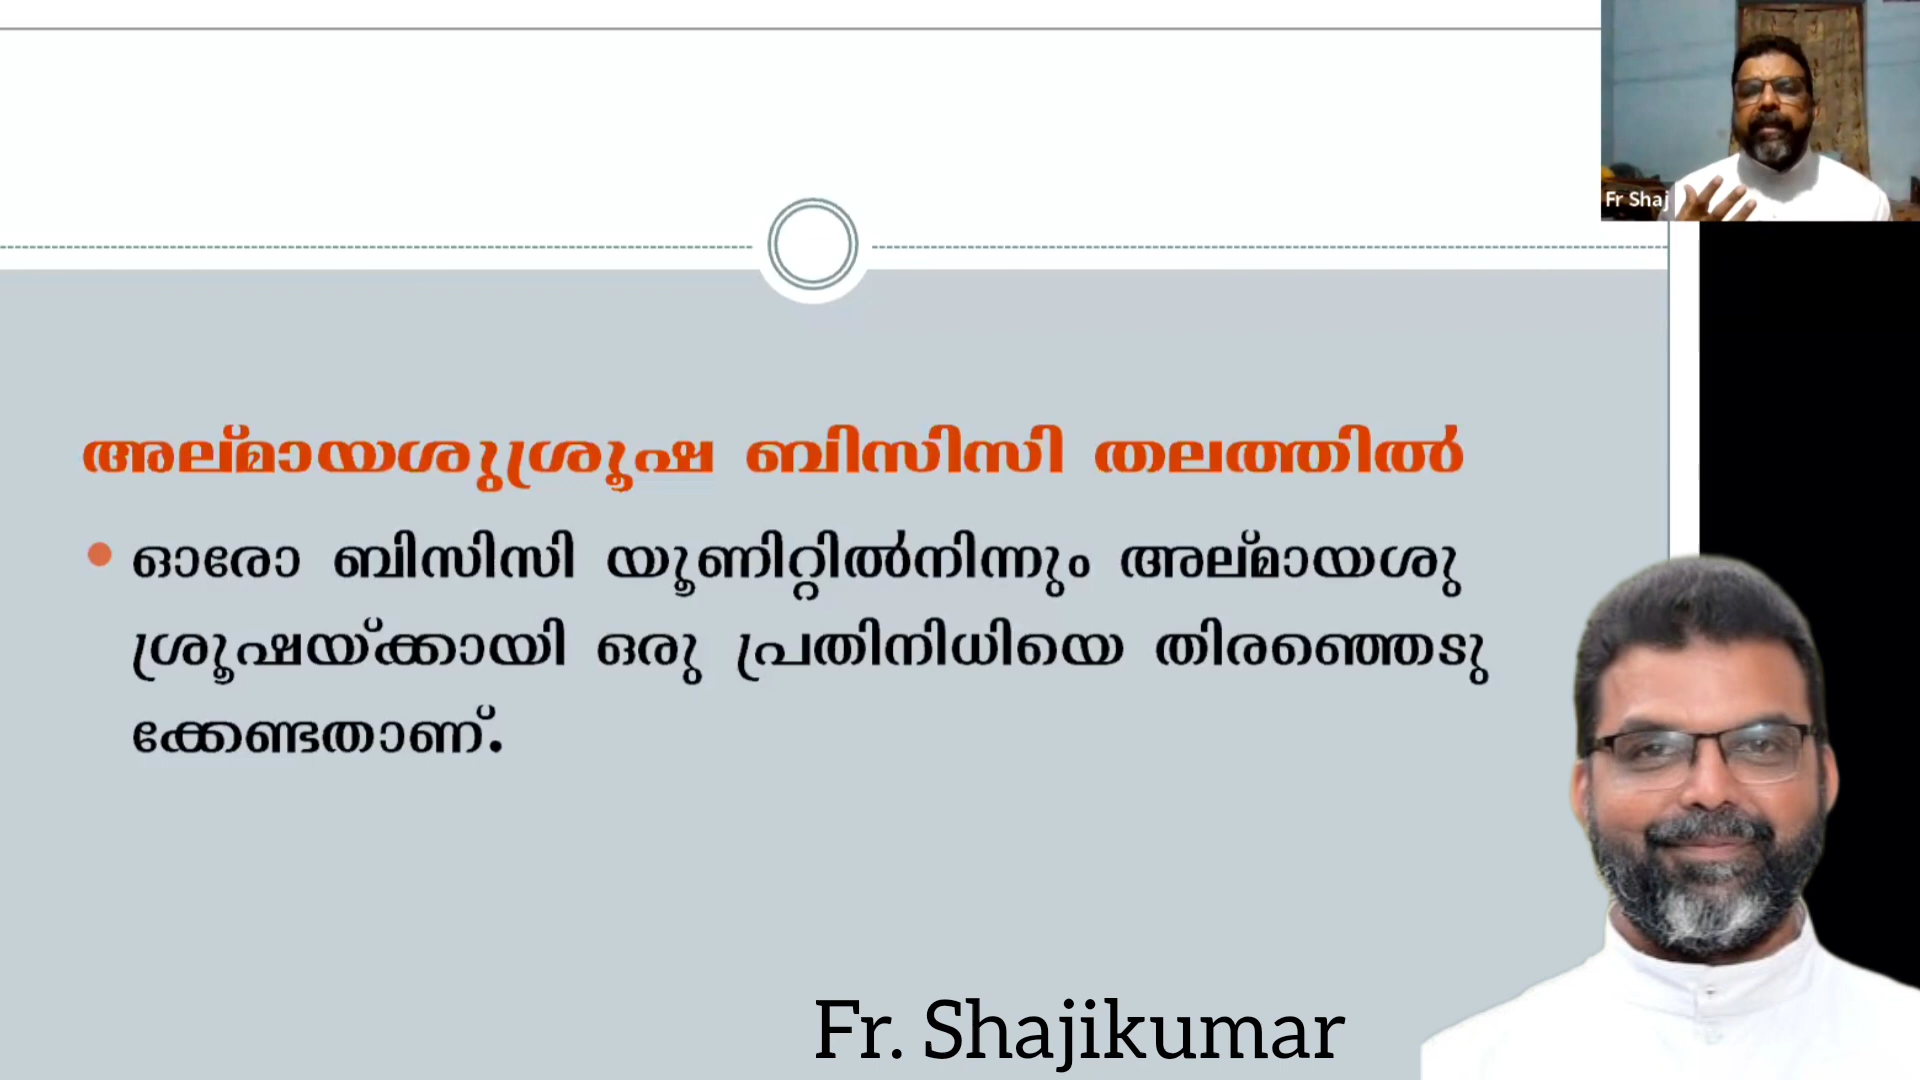 Fr Shaj
അല്മായശുശ്രൂഷ ബിസിസി തലത്തിൽ
• ഓരോ ബിസിസി യൂണിറ്റിൽനിന്നും അല്മായശു
ശ്രൂഷയ്ക്കായി ഒരു പ്രതിനിധിയെ തിരഞ്ഞെടു
ക്കേണ്ടതാണ്.
Fr. Shajikumar